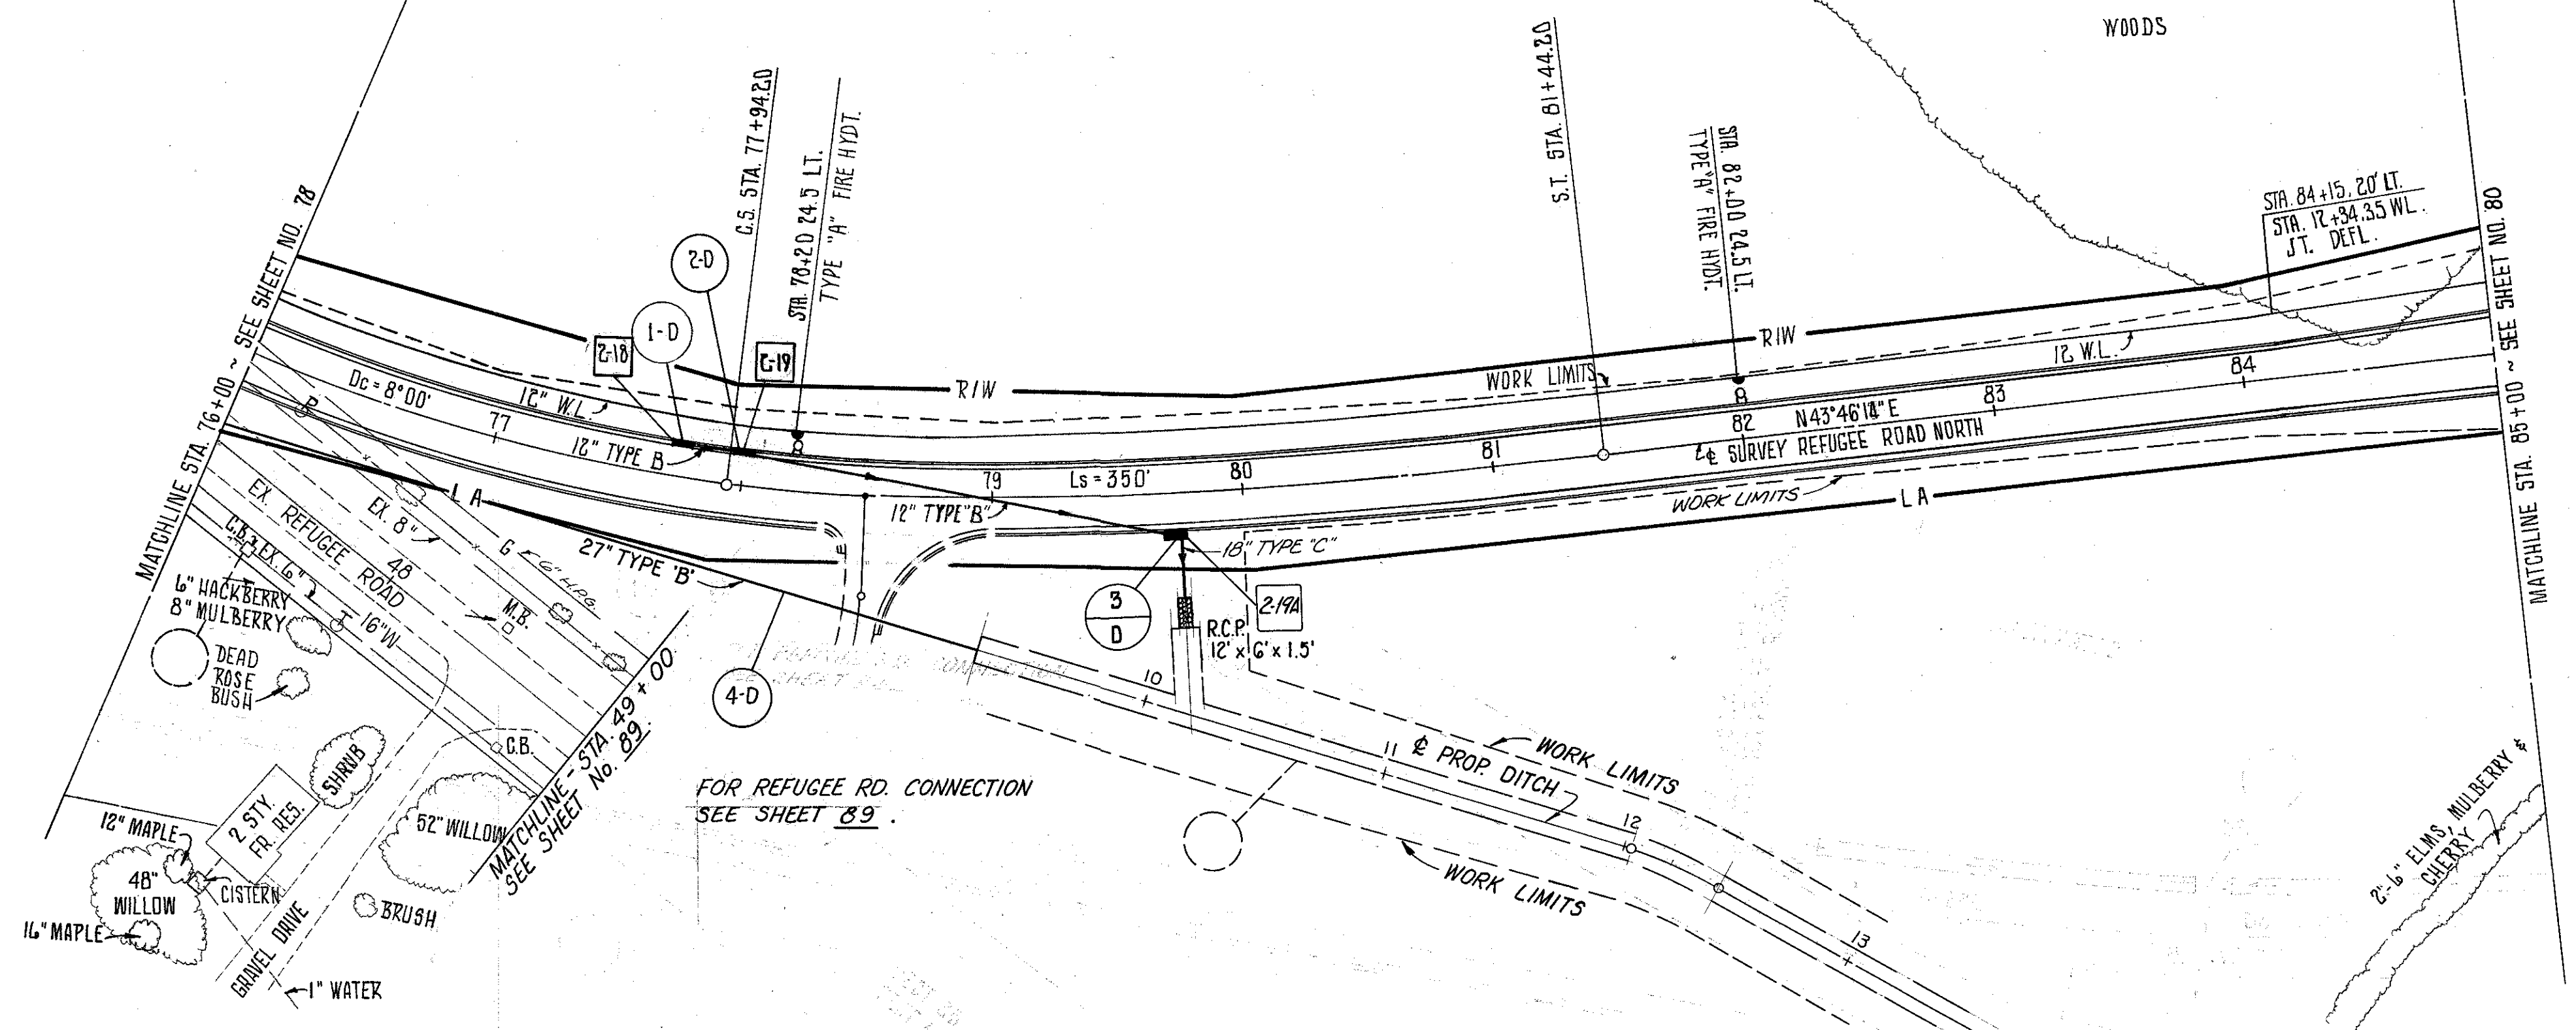 WOODS
MATCHLINE STA. 76+00 ~ SEE SHEET NO. 78
C.S. STA. 77+94.20
STA. 78+20 24.5 LT.
TYPE "A" FIRE HYDT.
S.T. STA. 81+44.20
STA. 82+00 24.5 LT.
TYPE "A" FIRE HYDT.
STA. 84+15, 20' LT.
STA. 12+34.35 WL.
JT. DEFL.
MATCHLINE STA. 85+00 ~ SEE SHEET NO. 80
2-D
1-D
2-18
2-19
R/W
R/W
WORK LIMITS
12 W.L.
Dc = 8°00'
12" W.L.
77
12" TYPE B
79
Ls = 350'
80
81
82
83
84
N 43°46'14" E
℄ SURVEY REFUGEE ROAD NORTH
WORK LIMITS
L A
L A
12" TYPE "B"
18" TYPE "C"
27" TYPE 'B'
P
EX. 8"
G
6" H.P.G.
EX REFUGEE ROAD
48
C.B.
EX. 6"
16" W
M.B.
6" HACKBERRY
8" MULBERRY
DEAD
ROSE
BUSH
3
D
2-19A
R.C.P.
12' x 6' x 1.5'
4-D
10
11
℄ PROP. DITCH
WORK LIMITS
12
13
WORK LIMITS
C.B.
MATCHLINE - STA. 49+00
SEE SHEET No. 89.
FOR REFUGEE RD. CONNECTION
SEE SHEET 89.
SHRUB
2 STY.
FR. RES.
52" WILLOW
12" MAPLE
48"
WILLOW
16" MAPLE
CISTERN
BRUSH
GRAVEL DRIVE
1" WATER
2"-6" ELMS, MULBERRY &
CHERRY